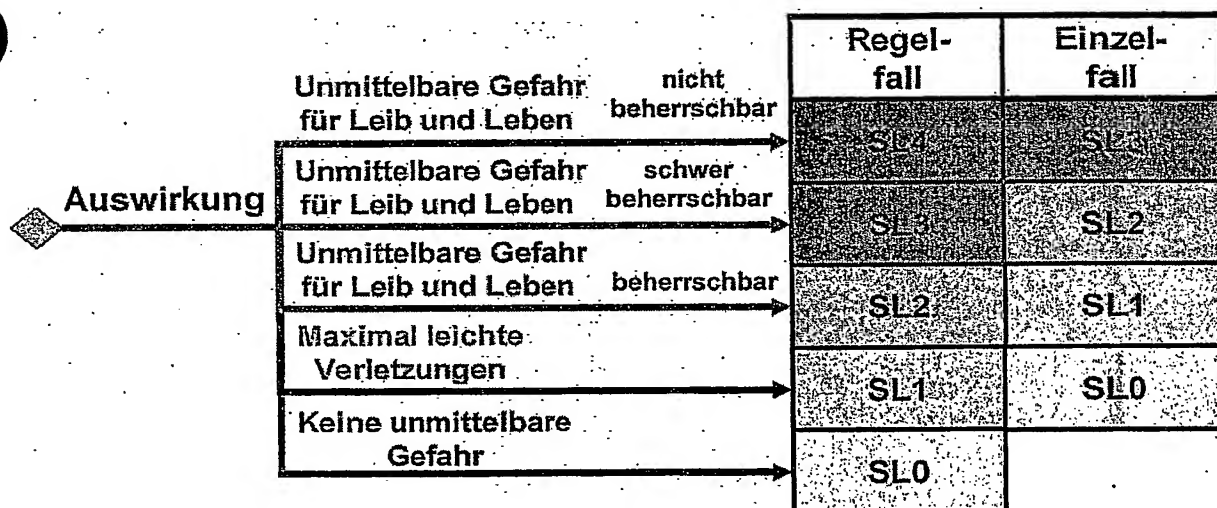 Regel-
fall
Einzel-
fall
Unmittelbare Gefahr
für Leib und Leben
nicht
beherrschbar
SL4
SL3
Auswirkung
Unmittelbare Gefahr
für Leib und Leben
schwer
beherrschbar
SL3
SL2
Unmittelbare Gefahr
für Leib und Leben
beherrschbar
SL2
SL1
Maximal leichte
Verletzungen
SL1
SL0
Keine unmittelbare
Gefahr
SL0